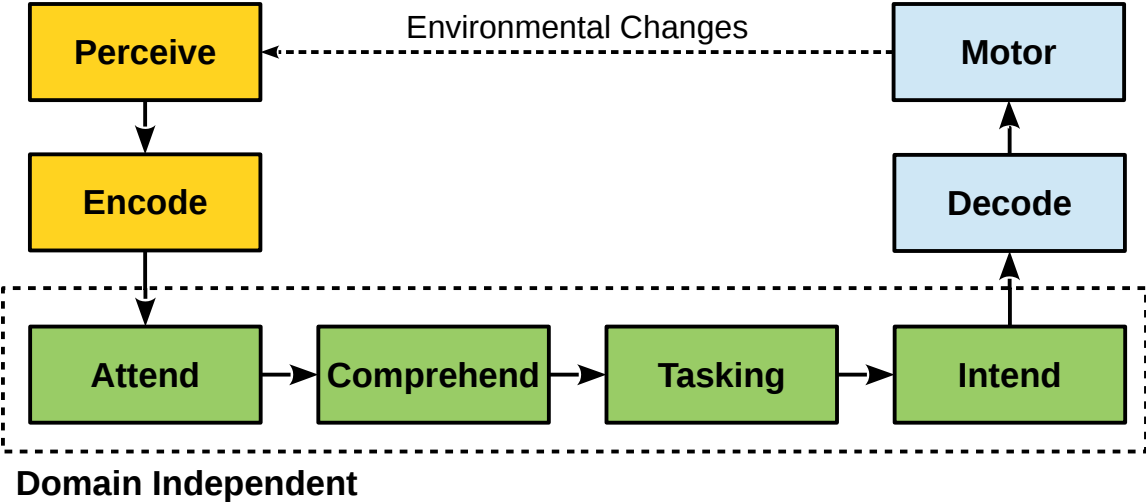 Environmental Changes
Perceive
Motor
Encode
Decode
Attend
Comprehend
Tasking
Intend
Domain Independent